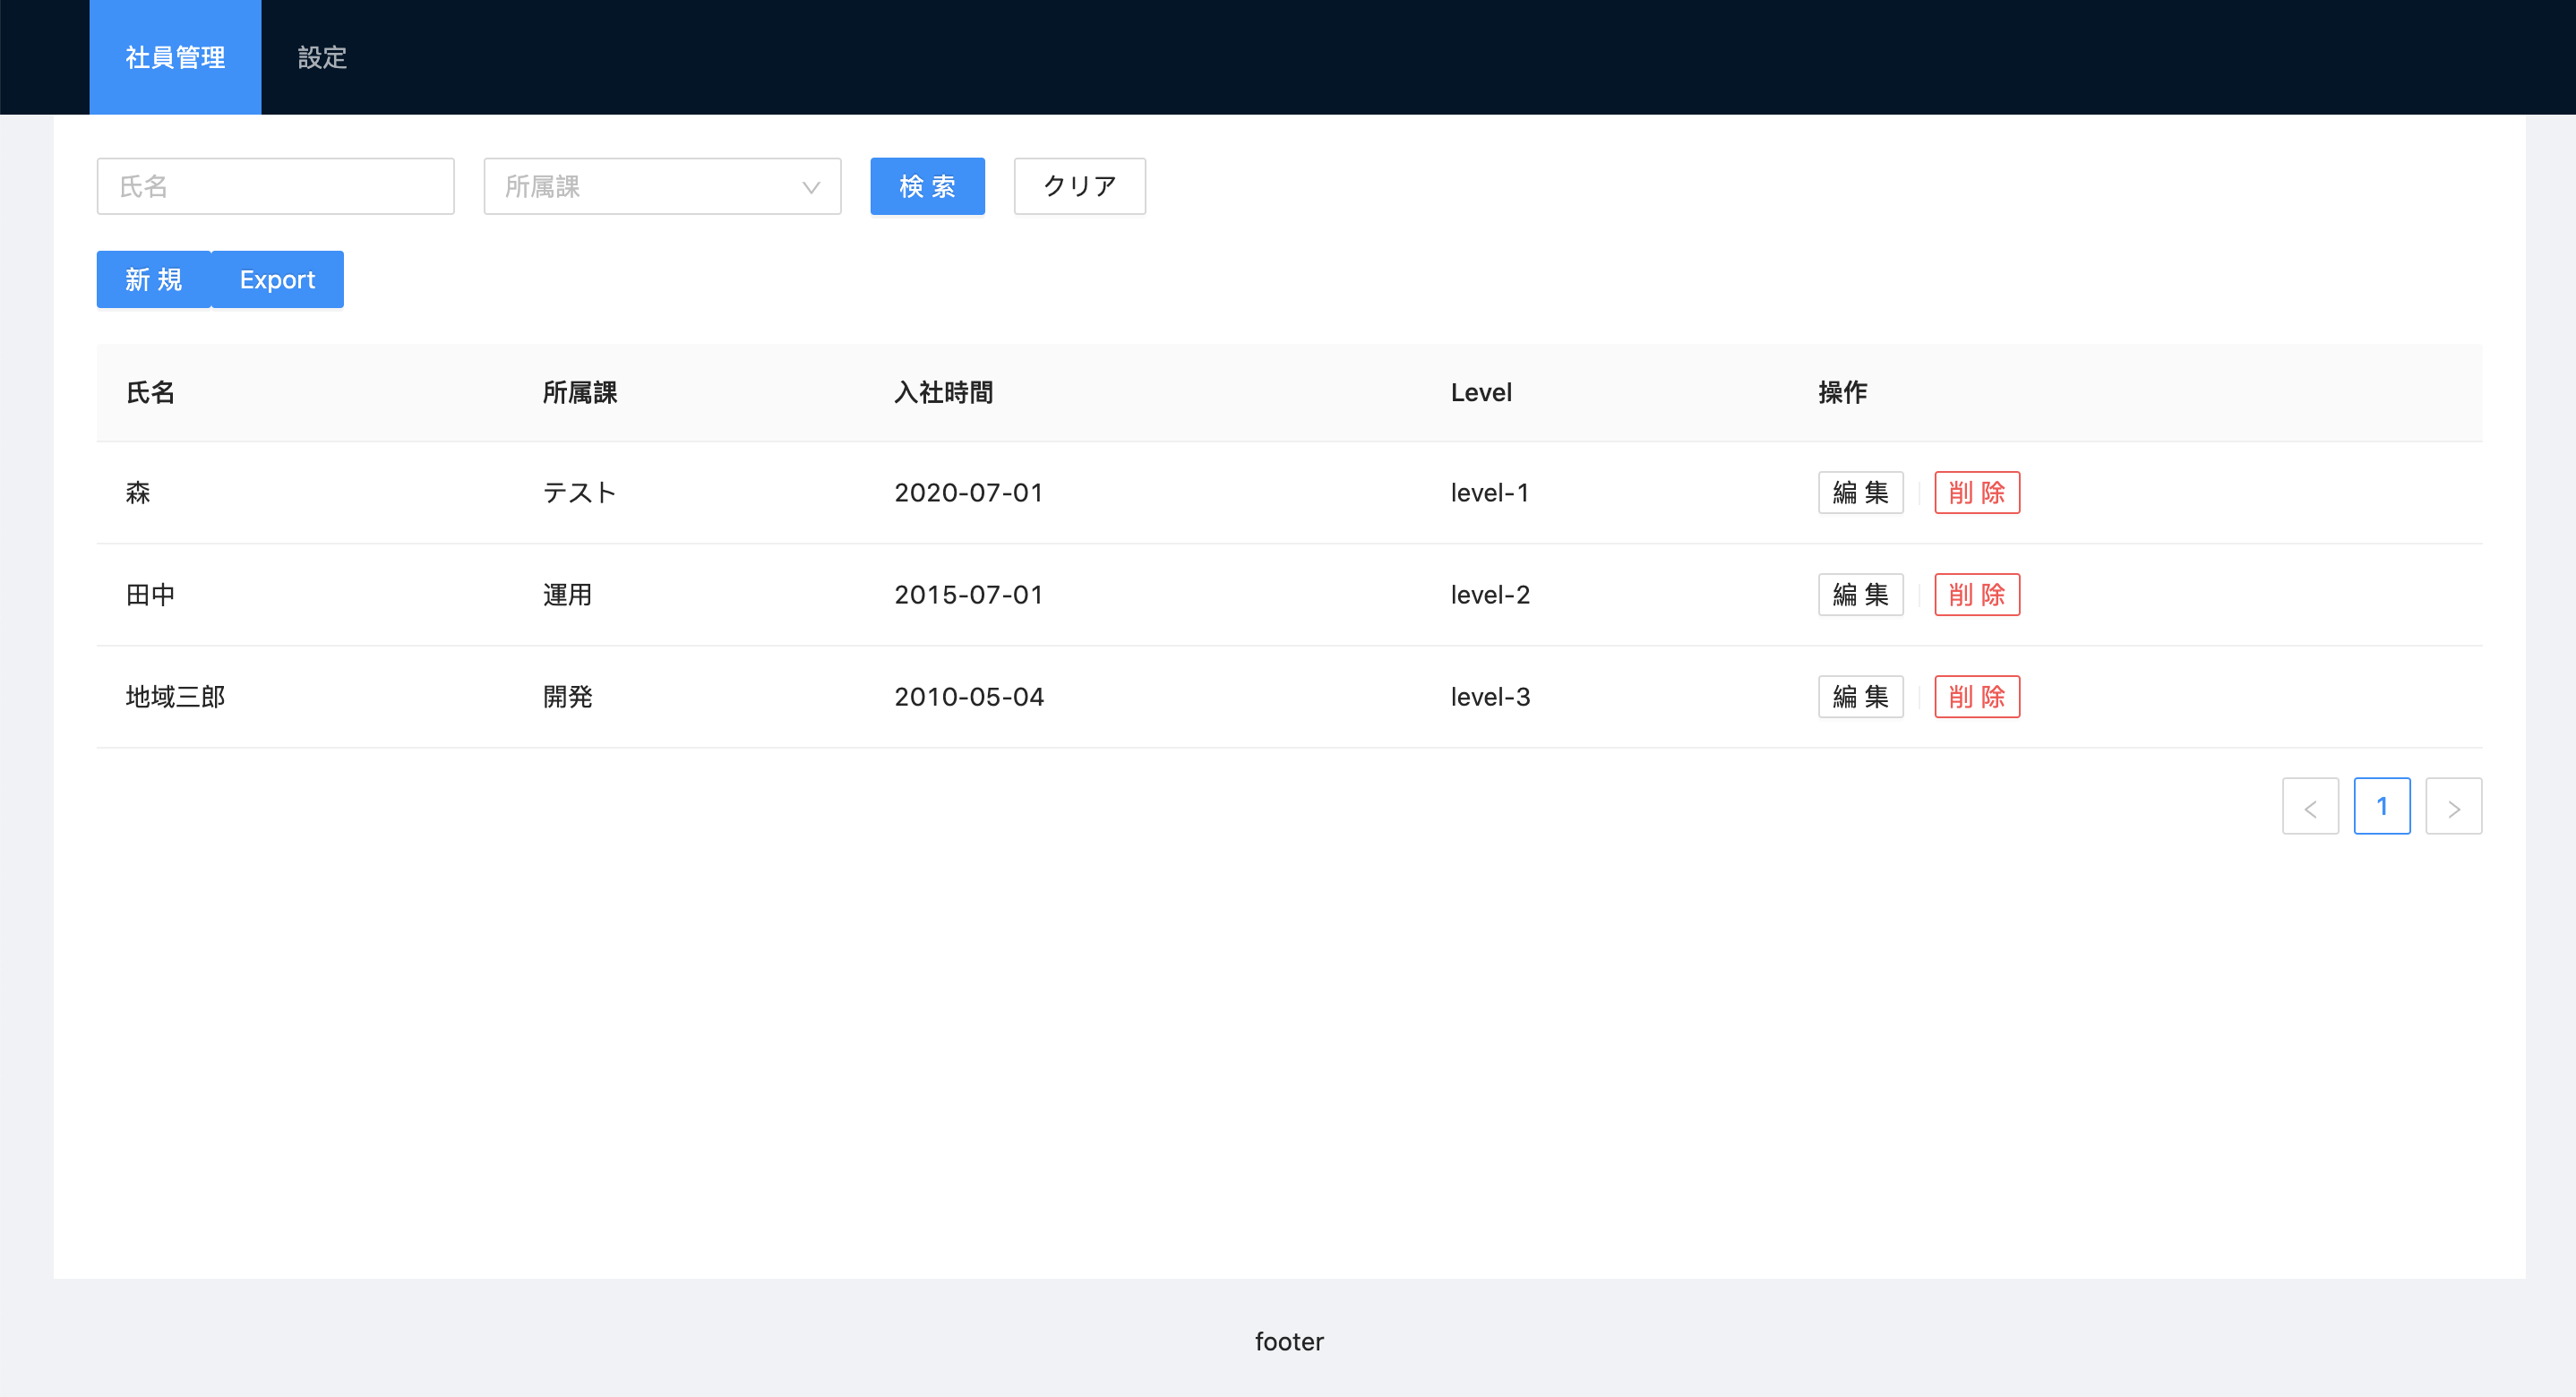 社員管理 設定
氏名 所属課 検索 クリア
新規 Export
氏名 所属課 入社時間 Level 操作
森 テスト 2020-07-01 level-1 編集 削除
田中 運用 2015-07-01 level-2 編集 削除
地域三郎 開発 2010-05-04 level-3 編集 削除
< 1 >
footer